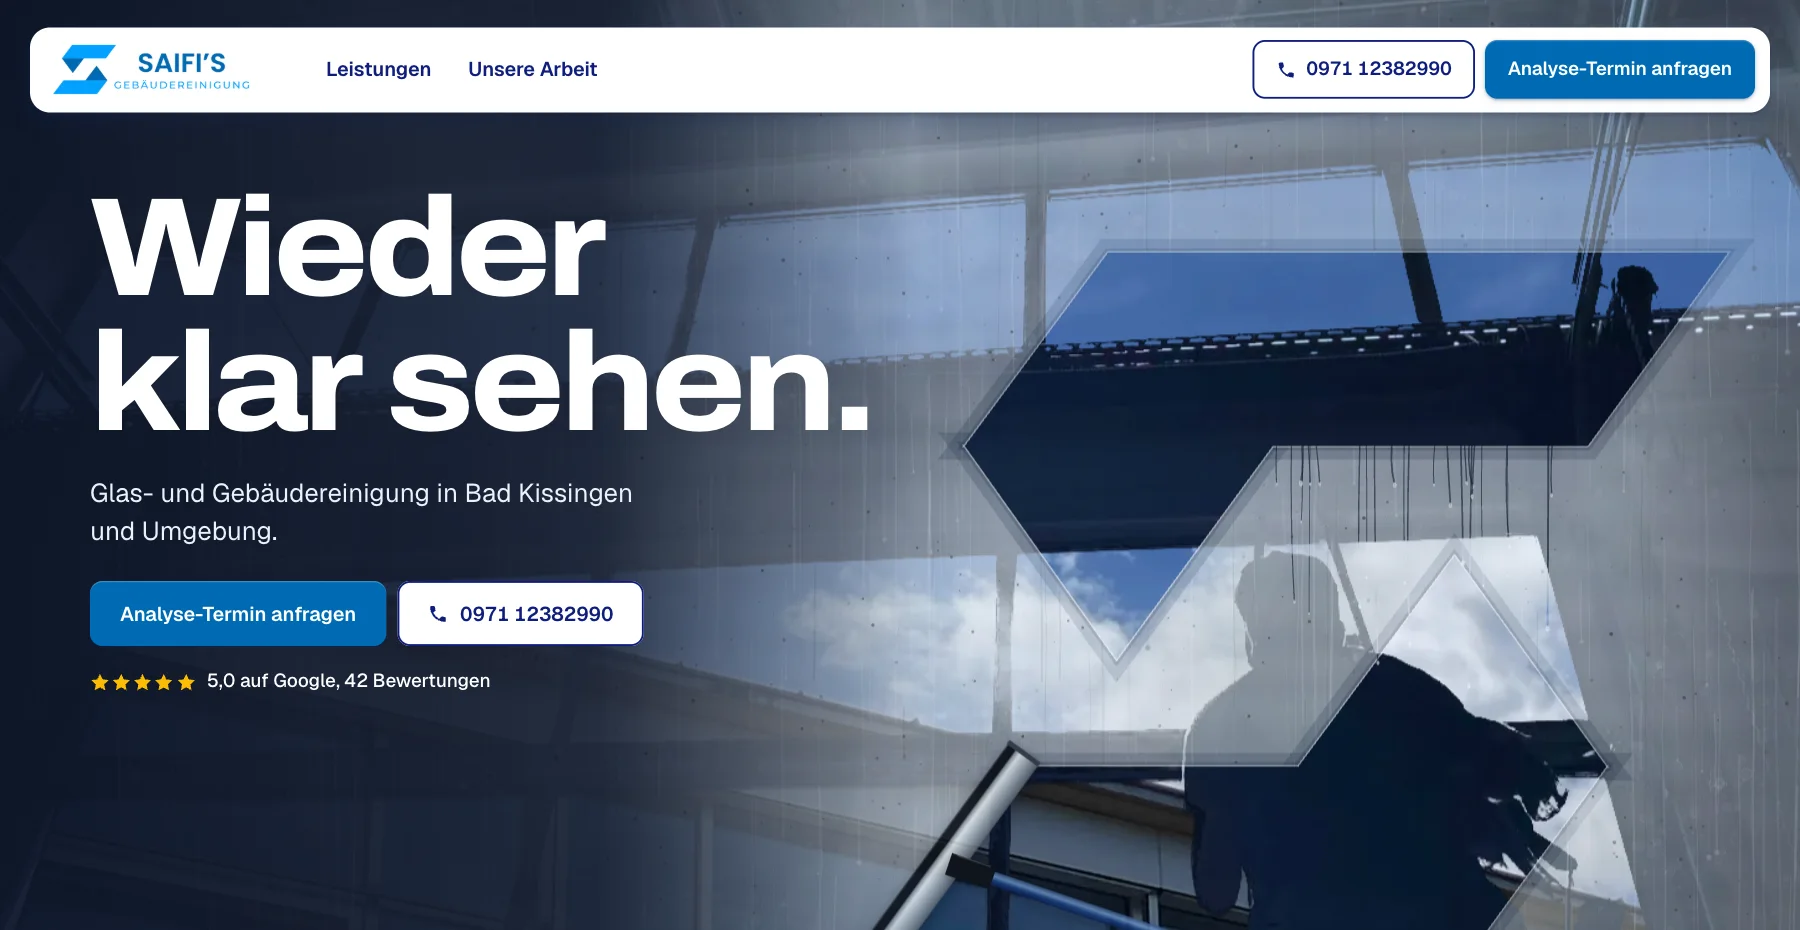 SAIFI'S
GEBÄUDEREINIGUNG
Leistungen
Unsere Arbeit
0971 12382990
Analyse-Termin anfragen
Wieder
klar sehen.
Glas- und Gebäudereinigung in Bad Kissingen
und Umgebung.
Analyse-Termin anfragen
0971 12382990
5,0 auf Google, 42 Bewertungen